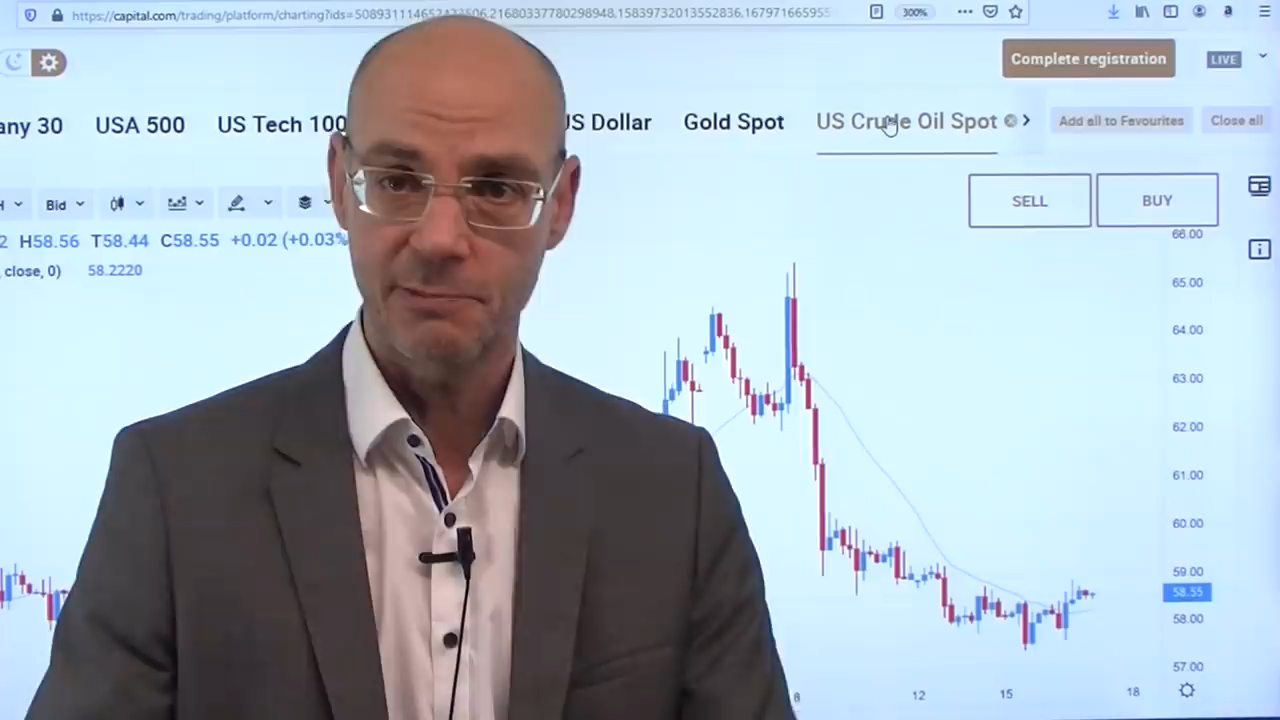 https://capital.com/trading/platform/charting?ids=
300%
Complete registration
LIVE
any 30
USA 500
US Tech 100
US Dollar
Gold Spot
US Crude Oil Spot
Add all to Favourites
Close all
H
Bid
SELL
BUY
2 H58.56 T58.44 C58.55 +0.02 (+0.03%
close, 0) 58.2220
66.00
65.00
64.00
63.00
62.00
61.00
60.00
59.00
58.55
58.00
57.00
12
15
18